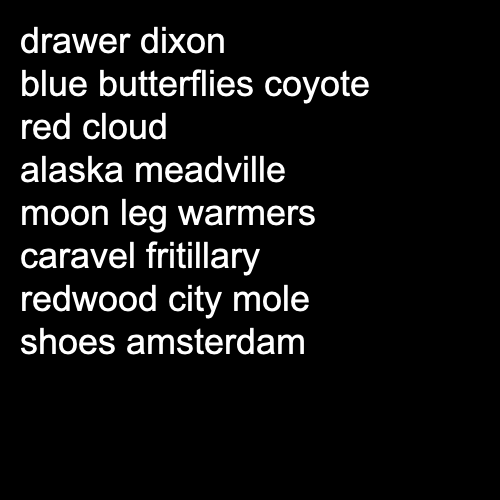 drawer dixon
blue butterflies coyote
red cloud
alaska meadville
moon leg warmers
caravel fritillary
redwood city mole
shoes amsterdam